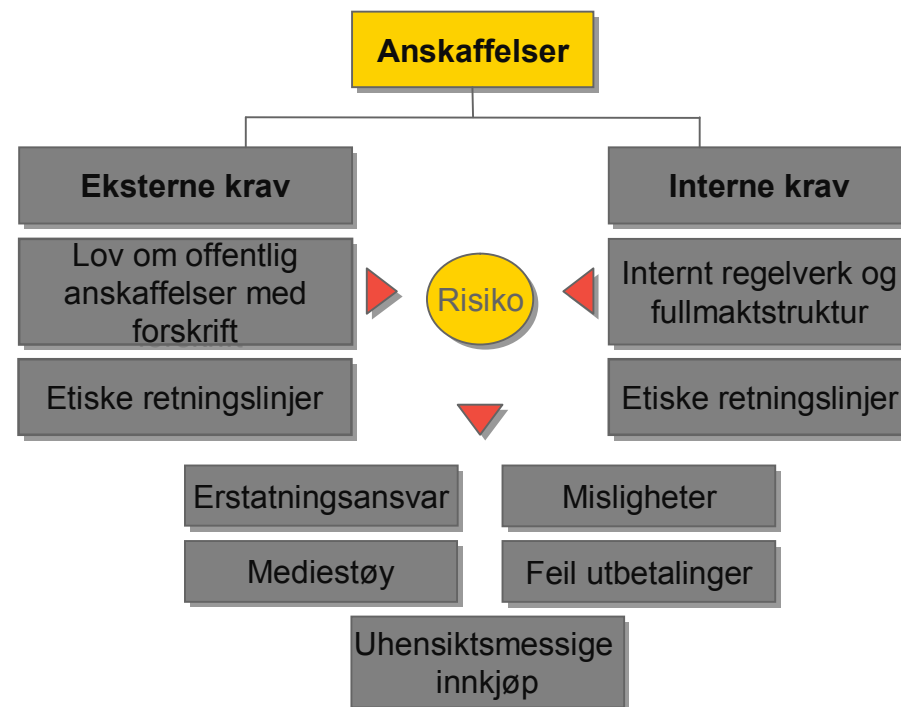 Anskaffelser
Eksterne krav
Interne krav
Lov om offentlig
anskaffelser med
forskrift
Risiko
Internt regelverk og
fullmaktstruktur
Etiske retningslinjer
Etiske retningslinjer
Erstatningsansvar
Misligheter
Mediestøy
Feil utbetalinger
Uhensiktsmessige
innkjøp